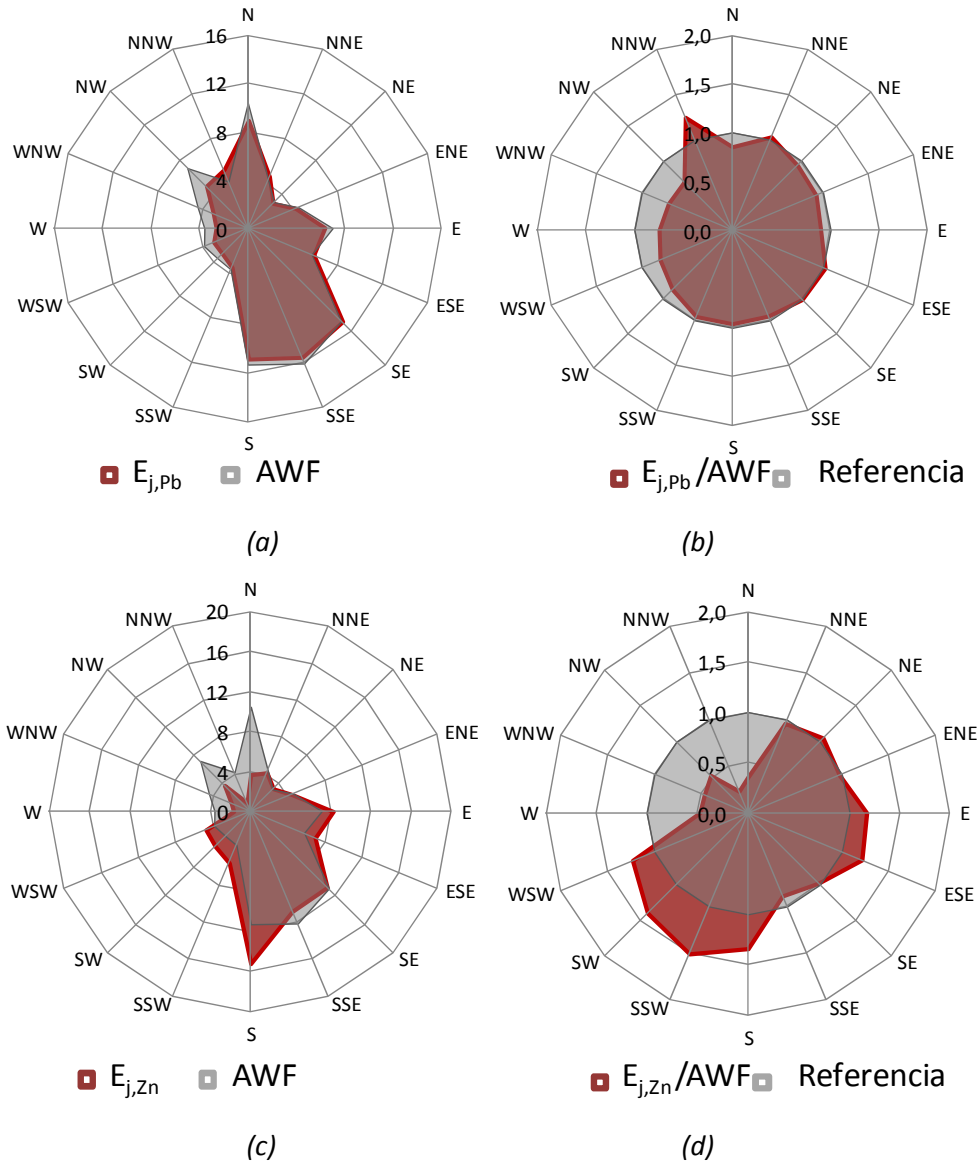 N
NNE
NE
ENE
E
ESE
SE
SSE
S
SSW
SW
WSW
W
WNW
NW
NNW
16
12
8
4
0
E_{j,Pb} AWF
(a)
N
NNE
NE
ENE
E
ESE
SE
SSE
S
SSW
SW
WSW
W
WNW
NW
NNW
2,0
1,5
1,0
0,5
0,0
E_{j,Pb}/AWF Referencia
(b)
N
NNE
NE
ENE
E
ESE
SE
SSE
S
SSW
SW
WSW
W
WNW
NW
NNW
20
16
12
8
4
0
E_{j,Zn} AWF
(c)
N
NNE
NE
ENE
E
ESE
SE
SSE
S
SSW
SW
WSW
W
WNW
NW
NNW
2,0
1,5
1,0
0,5
0,0
E_{j,Zn}/AWF Referencia
(d)